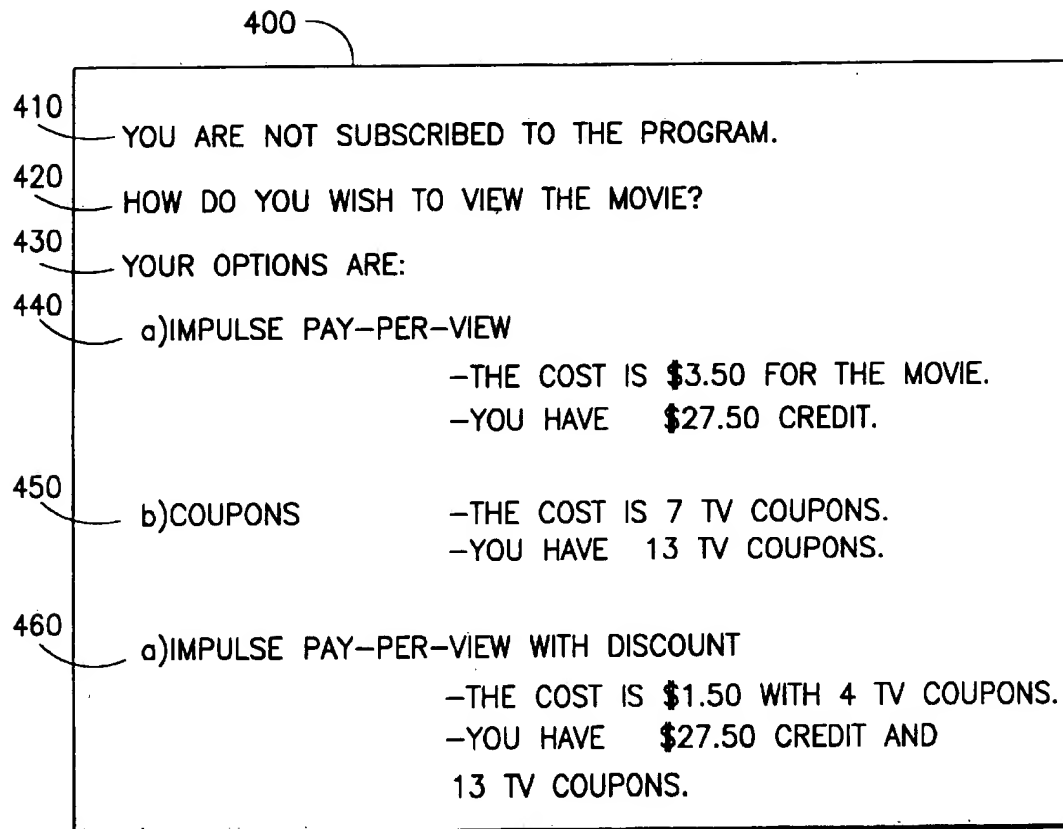 400
410
YOU ARE NOT SUBSCRIBED TO THE PROGRAM.
420
HOW DO YOU WISH TO VIEW THE MOVIE?
430
YOUR OPTIONS ARE:
440
a)IMPULSE PAY-PER-VIEW
-THE COST IS $3.50 FOR THE MOVIE.
-YOU HAVE $27.50 CREDIT.
450
b)COUPONS -THE COST IS 7 TV COUPONS.
-YOU HAVE 13 TV COUPONS.
460
a)IMPULSE PAY-PER-VIEW WITH DISCOUNT
-THE COST IS $1.50 WITH 4 TV COUPONS.
-YOU HAVE $27.50 CREDIT AND
13 TV COUPONS.